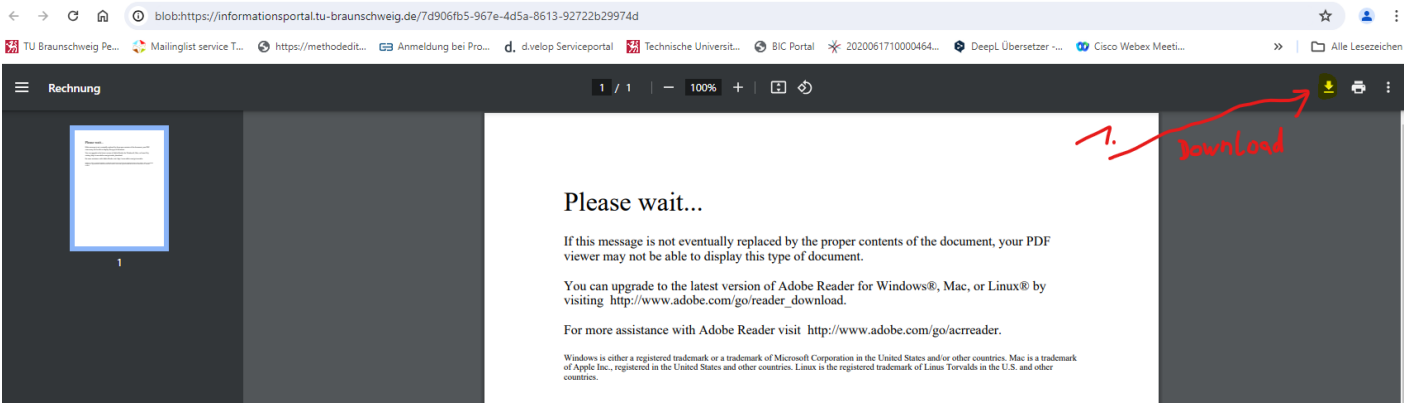 blob:https://informationsportal.tu-braunschweig.de/7d906fb5-967e-4d5a-8613-92722b29974d
TU Braunschweig Pe... Mailinglist service T... https://methodedit... Anmeldung bei Pro... d.velop Serviceportal Technische Universit... BIC Portal 2020061710000464... DeepL Übersetzer -... Cisco Webex Meeti... » Alle Lesezeichen
Rechnung 1 / 1 | − 100% + |
1. Download
Please wait...
If this message is not eventually replaced by the proper contents of the document, your PDF
viewer may not be able to display this type of document.
You can upgrade to the latest version of Adobe Reader for Windows®, Mac, or Linux® by
visiting http://www.adobe.com/go/reader_download.
For more assistance with Adobe Reader visit http://www.adobe.com/go/acrreader.
Windows is either a registered trademark or a trademark of Microsoft Corporation in the United States and/or other countries. Mac is a trademark
of Apple Inc., registered in the United States and other countries. Linux is the registered trademark of Linus Torvalds in the U.S. and other
countries.
Please wait...
1